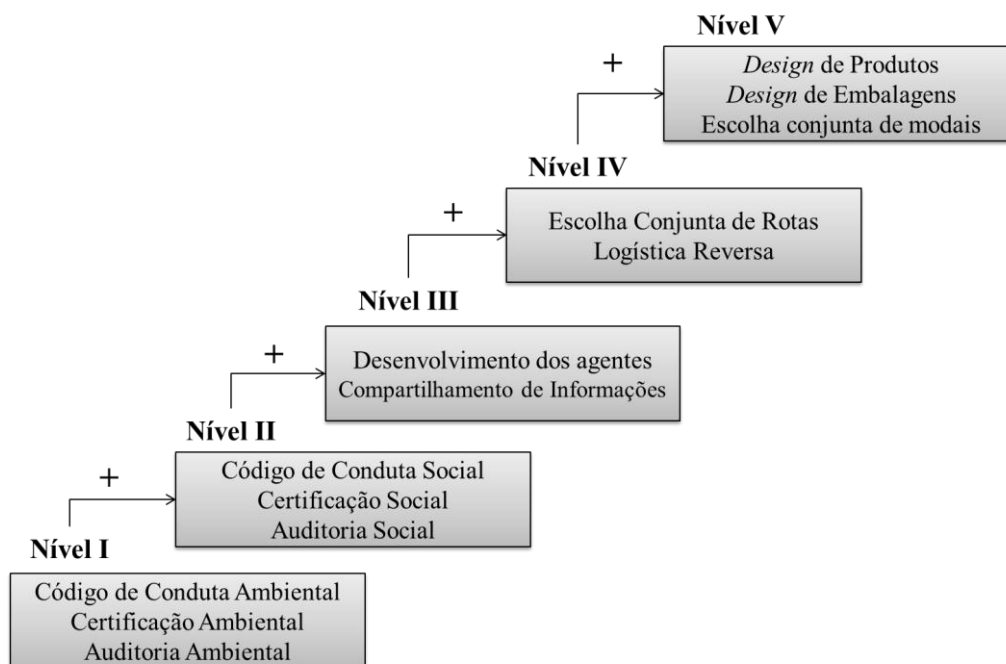 Nível V
+
Design de Produtos
Design de Embalagens
Escolha conjunta de modais
Nível IV
+
Escolha Conjunta de Rotas
Logística Reversa
Nível III
+
Desenvolvimento dos agentes
Compartilhamento de Informações
Nível II
+
Código de Conduta Social
Certificação Social
Auditoria Social
Nível I
Código de Conduta Ambiental
Certificação Ambiental
Auditoria Ambiental